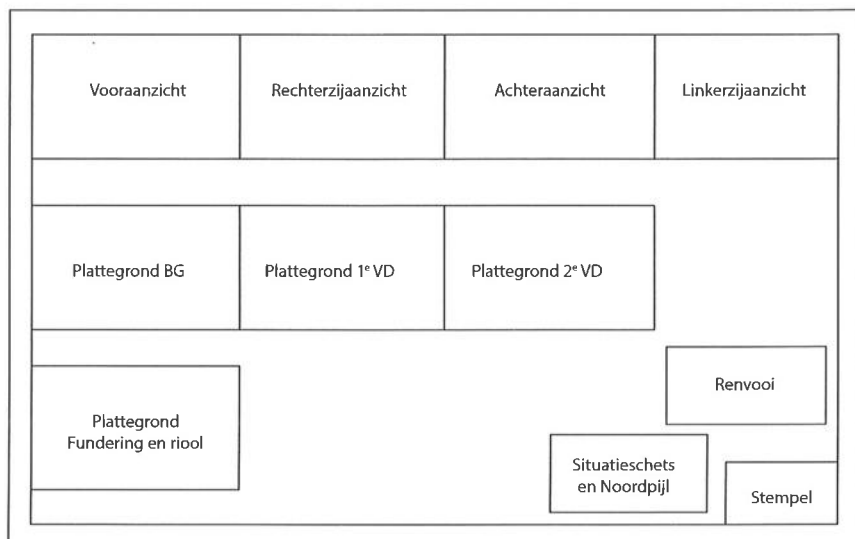 Vooraanzicht
Rechterzijaanzicht
Achteraanzicht
Linkerzijaanzicht
Plattegrond BG
Plattegrond 1e VD
Plattegrond 2e VD
Renvooi
Plattegrond
Fundering en riool
Situatieschets
en Noordpijl
Stempel